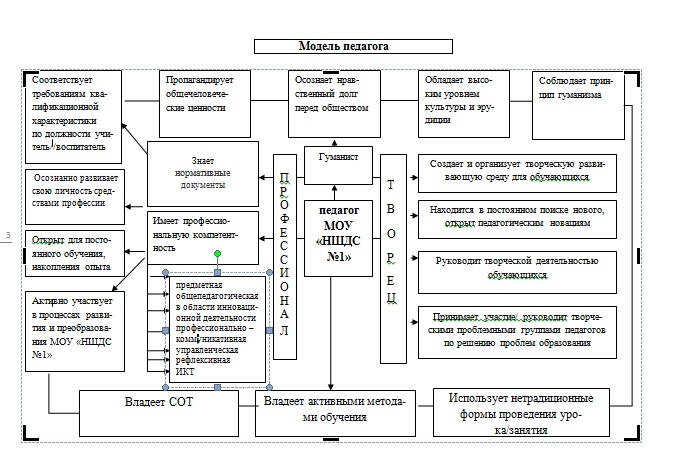 Модель педагога
Соответствует
требованиям ква-
лификационной
характеристики
по должности учи-
тель/воспитатель
Пропагандирует
общечеловече-
ские ценности
Осознает нрав-
ственный долг
перед обществом
Обладает высо-
ким уровнем
культуры и эру-
диции
Соблюдает прин-
цип гуманизма
Знает
нормативные
документы
Гуманист
Осознанно развивает
свою личность сред-
ствами профессии
Имеет профессио-
нальную компетент-
ность
Открыт для посто-
янного обучения,
накопления опыта
Активно участвует
в процессах разви-
тия и преобразова-
ния МОУ «НШДС
№1»
предметная
общепедагогическая
в области инноваци-
онной деятельности
профессионально –
коммуникативная
управленческая
рефлексивная
ИКТ
П
Р
О
Ф
Е
С
С
И
О
Н
А
Л
педагог
МОУ
«НШДС
№1»
Т
В
О
Р
Е
Ц
Создает и организует творческую разви-
вающую среду для обучающихся
Находится в постоянном поиске нового,
открыт педагогическим новациям
Руководит творческой деятельностью
обучающихся
Принимает участие/ руководит творче-
скими проблемными группами педагогов
по решению проблем образования
Владеет СОТ
Владеет активными метода-
ми обучения
Использует нетрадиционные
формы проведения уро-
ка/занятия
3